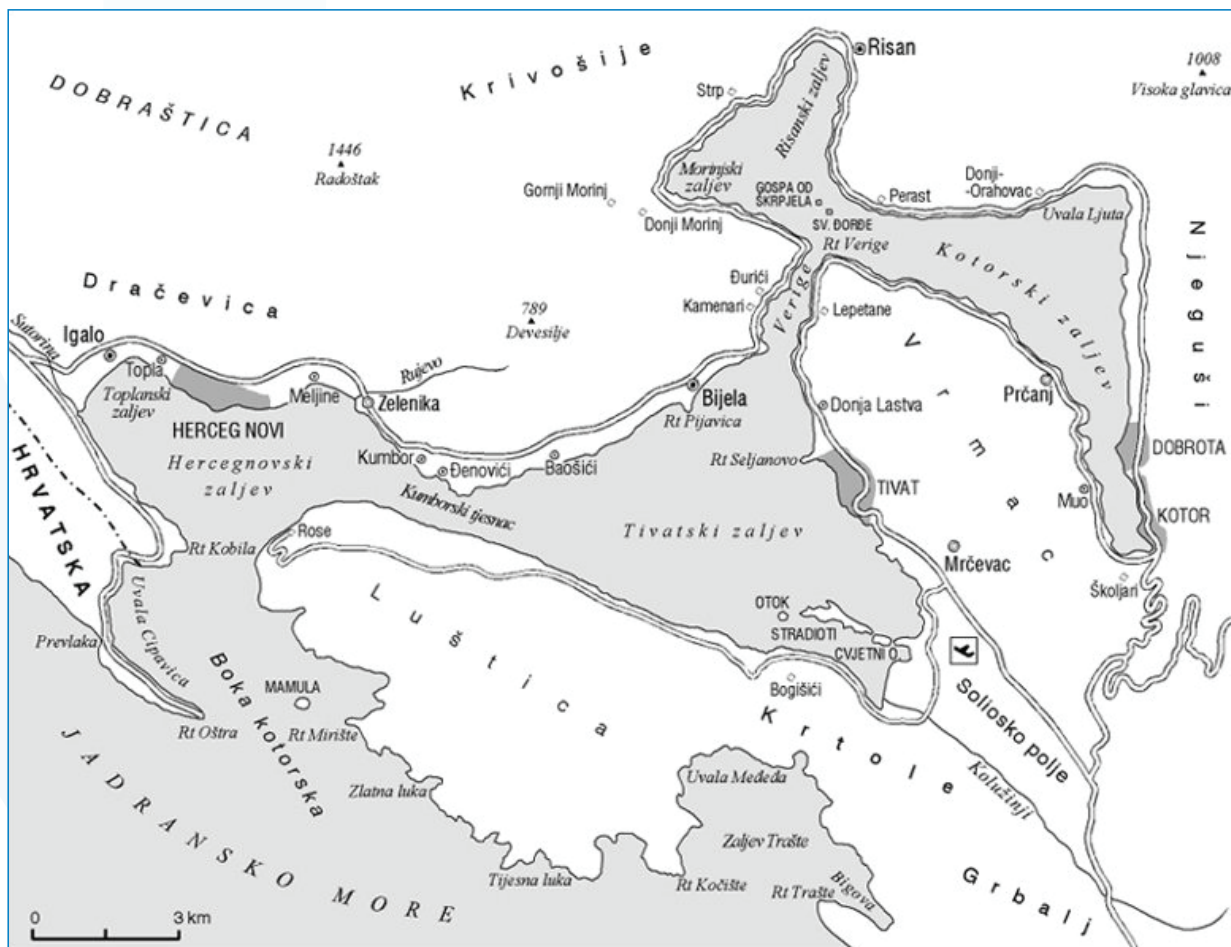 DOBRAŠTICA
Krivošije
Risan
1008
Visoka glavica
Strp
Risanski zaljev
1446
Radoštak
Morinjski
zaljev
Gornji Morinj
Donji Morinj
GOSPA OD
ŠKRPJELA
SV. ĐORĐE
Rt Verige
Perast
Donji-
-Orahovac
Uvala Ljuta
Njeguši
Kotorski zaljev
Dračevica
Đurići
Kamenari
Verige
Lepetane
789
Devesilje
Vrmac
Sutorina
Igalo
Topla
Toplanski
zaljev
Meljine
Zelenika
Rujevo
Bijela
Rt Pijavica
Donja Lastva
Prčanj
HERCEG NOVI
Hercegnovski
zaljev
Kumbor
Đenovići
Baošići
Rt Seljanovo
TIVAT
DOBROTA
Muo
KOTOR
HRVATSKA
Kumborski tjesnac
Tivatski zaljev
Rose
Rt Kobila
Mrčevac
Školjari
Luštica
OTOK
STRADIOTI
CVJETNI O.
Uvala Cipavica
Prevlaka
Boka kotorska
MAMULA
Bogišići
Krtole
Soliosko polje
Rt Oštra
Rt Mirište
JADRANSKO MORE
Zlatna luka
Uvala Međeđa
Kolužinji
Zaljev Trašte
Tijesna luka
Rt Kočište
Rt Trašte
Bigova
Grbalj
0 3 km